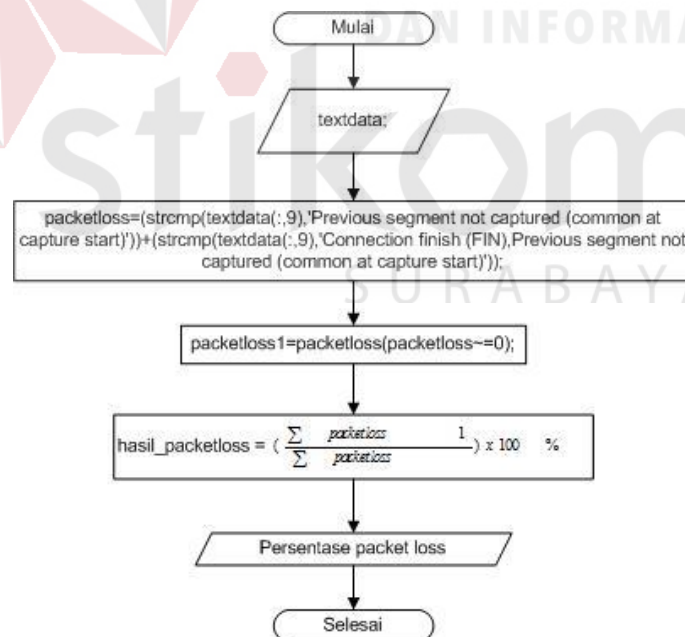 DAN INFORMA
stikom
SURABAYA
Mulai
textdata;
packetloss=(strcmp(textdata(:,9),'Previous segment not captured (common at
capture start)'))+(strcmp(textdata(:,9),'Connection finish (FIN),Previous segment not
captured (common at capture start)'));
packetloss1=packetloss(packetloss~=0);
hasil_packetloss = ( ∑ packetloss 1 ) x 100 %
∑ packetloss
Persentase packet loss
Selesai